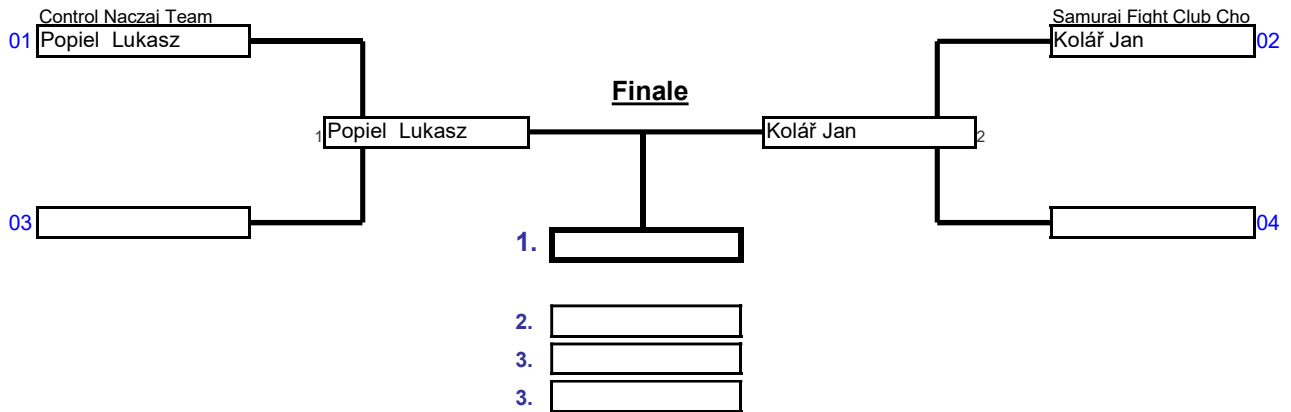 Control Naczaj Team
Samurai Fight Club Cho
01 Popiel Lukasz
Kolář Jan 02
Finale
1 Popiel Lukasz
Kolář Jan 2
03
04
1.
2.
3.
3.